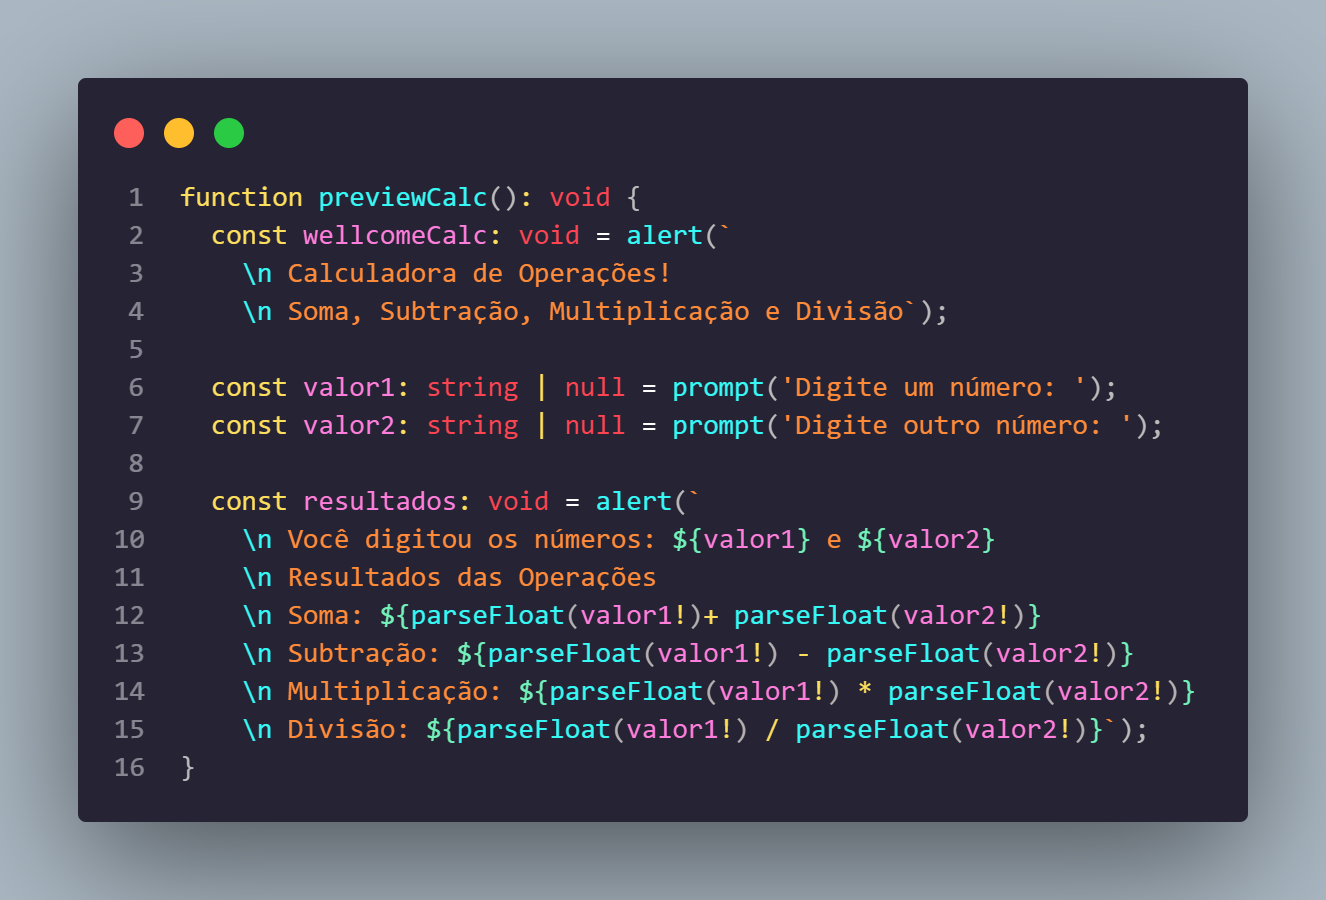 1 function previewCalc(): void {
2   const wellcomeCalc: void = alert(`
3     \n Calculadora de Operações!
4     \n Soma, Subtração, Multiplicação e Divisão`);
5
6   const valor1: string | null = prompt('Digite um número: ');
7   const valor2: string | null = prompt('Digite outro número: ');
8
9   const resultados: void = alert(`
10     \n Você digitou os números: ${valor1} e ${valor2}
11     \n Resultados das Operações
12     \n Soma: ${parseFloat(valor1!)+ parseFloat(valor2!)}
13     \n Subtração: ${parseFloat(valor1!) - parseFloat(valor2!)}
14     \n Multiplicação: ${parseFloat(valor1!) * parseFloat(valor2!)}
15     \n Divisão: ${parseFloat(valor1!) / parseFloat(valor2!)}`);
16 }